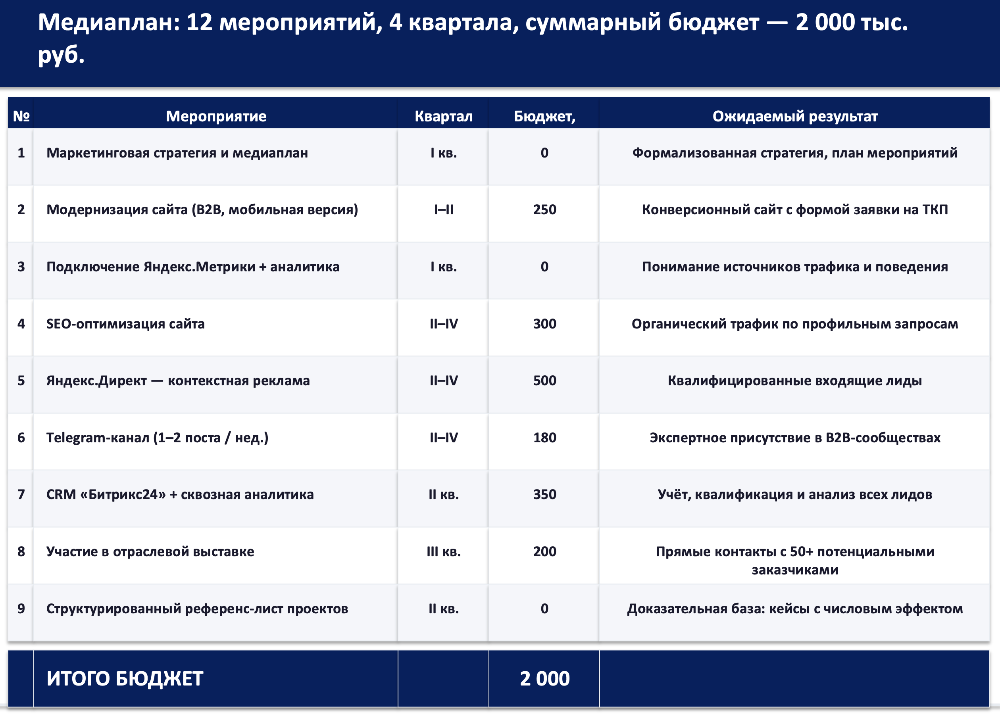 Медиаплан: 12 мероприятий, 4 квартала, суммарный бюджет — 2 000 тыс.
руб.
№ Мероприятие Квартал Бюджет, Ожидаемый результат
1 Маркетинговая стратегия и медиаплан I кв. 0 Формализованная стратегия, план мероприятий
2 Модернизация сайта (B2B, мобильная версия) I–II 250 Конверсионный сайт с формой заявки на ТКП
3 Подключение Яндекс.Метрики + аналитика I кв. 0 Понимание источников трафика и поведения
4 SEO-оптимизация сайта II–IV 300 Органический трафик по профильным запросам
5 Яндекс.Директ — контекстная реклама II–IV 500 Квалифицированные входящие лиды
6 Telegram-канал (1–2 поста / нед.) II–IV 180 Экспертное присутствие в B2B-сообществах
7 CRM «Битрикс24» + сквозная аналитика II кв. 350 Учёт, квалификация и анализ всех лидов
8 Участие в отраслевой выставке III кв. 200 Прямые контакты с 50+ потенциальными
заказчиками
9 Структурированный референс-лист проектов II кв. 0 Доказательная база: кейсы с числовым эффектом
ИТОГО БЮДЖЕТ 2 000